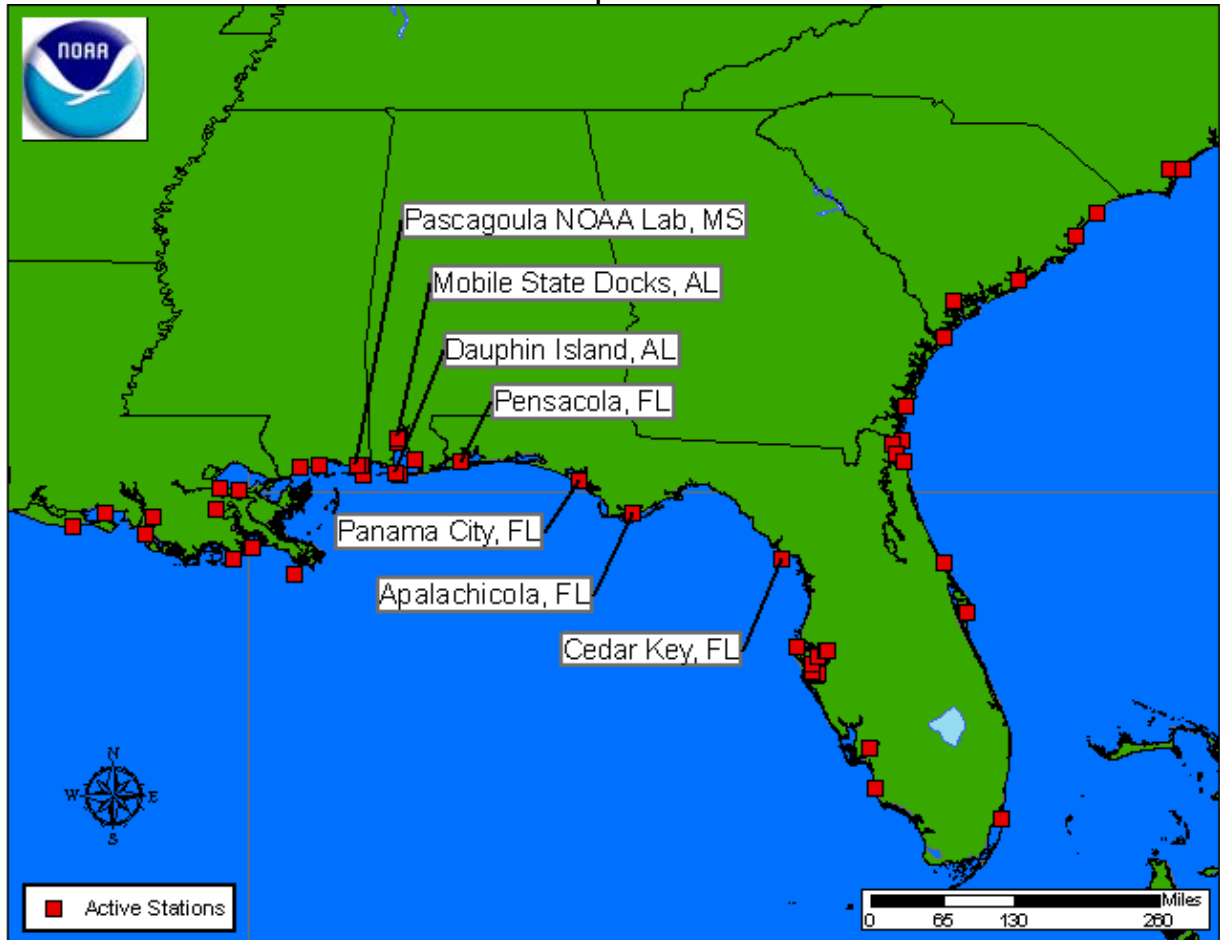 NOAA
Pascagoula NOAA Lab, MS
Mobile State Docks, AL
Dauphin Island, AL
Pensacola, FL
Panama City, FL
Apalachicola, FL
Cedar Key, FL
N
W E
S
Active Stations
Miles
0 65 130 260